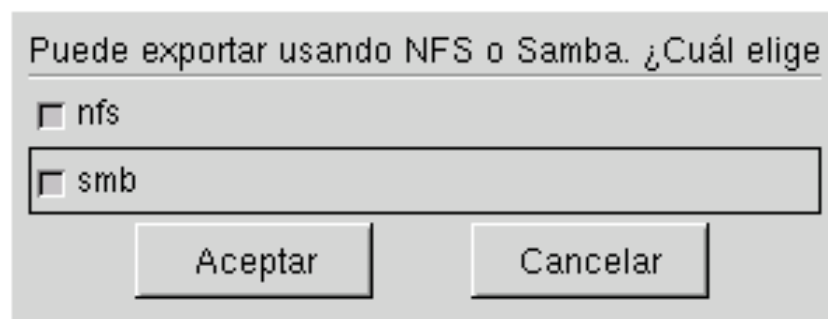 Puede exportar usando NFS o Samba. ¿Cuál elige
nfs
smb
Aceptar Cancelar